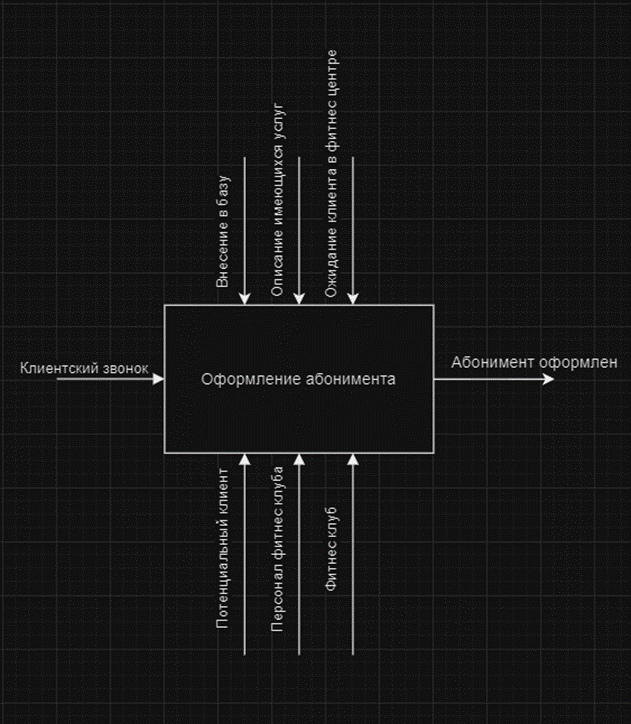 Внесение в базу
Описание имеющихся услуг
Ожидание клиента в фитнес центре
Клиентский звонок
Оформление абонимента
Абонимент оформлен
Потенциальный клиент
Персонал фитнес клуба
Фитнес клуб